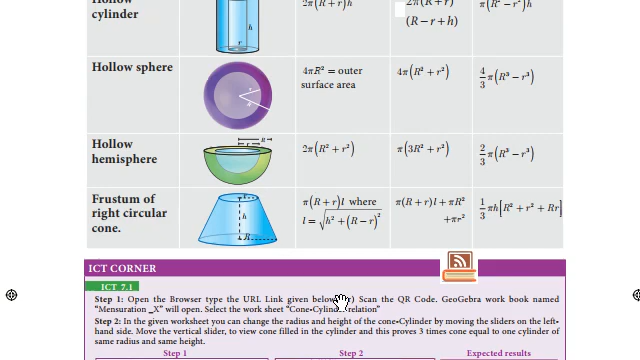 Hollow
cylinder
h
r
2π(R + r)h
2π(R + r)
(R − r + h)
π(R² − r²)h
Hollow sphere
4πR² = outer
surface area
4π(R² + r²)
4/3 π(R³ − r³)
Hollow
hemisphere
R
r
2π(R² + r²)
π(3R² + r²)
2/3 π(R³ − r³)
Frustum of
right circular
cone.
r
h
R
π(R + r)l where
l = √(h² + (R − r)²)
π(R + r)l + πR²
+ πr²
1/3 πh[R² + r² + Rr]
ICT CORNER
ICT 7.1
Step 1: Open the Browser type the URL Link given below (or) Scan the QR Code. GeoGebra work book named
"Mensuration _X" will open. Select the work sheet "Cone-Cylinder relation"
Step 2: In the given worksheet you can change the radius and height of the cone-Cylinder by moving the sliders on the left-
hand side. Move the vertical slider, to view cone filled in the cylinder and this proves 3 times cone equal to one cylinder of
same radius and same height.
Step 1
Step 2
Expected results